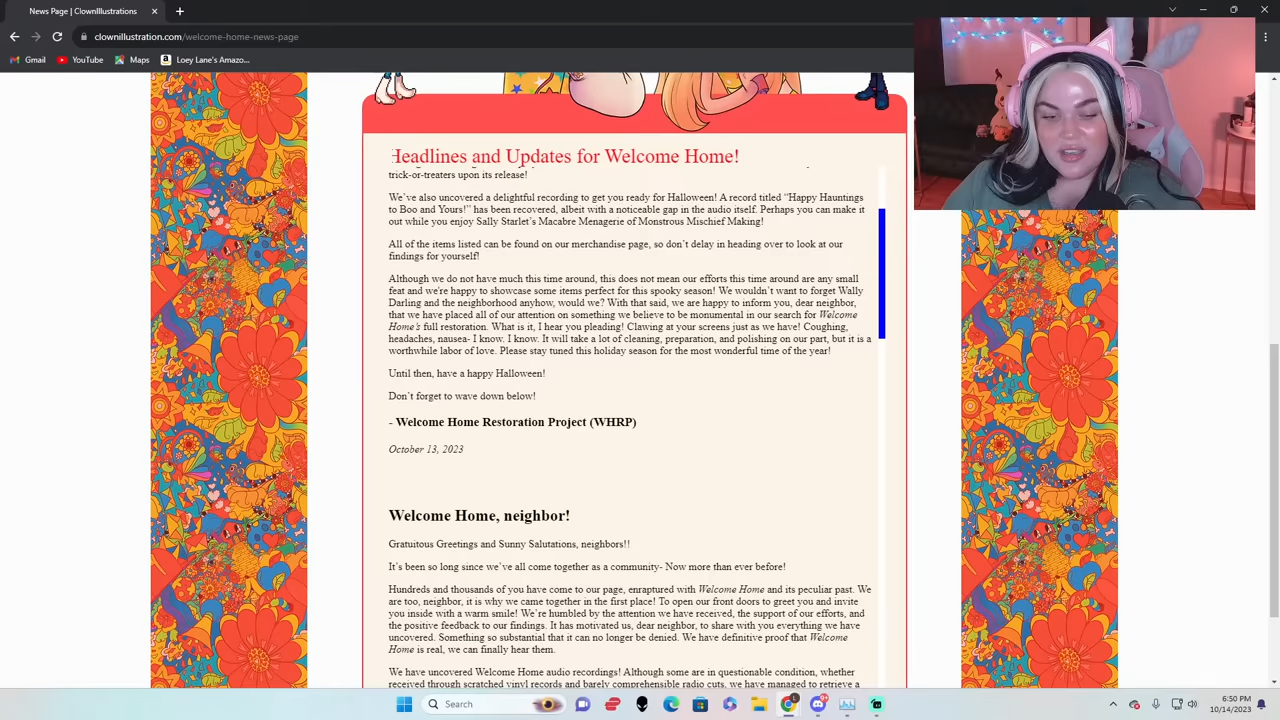 News Page | ClownIllustration
clownillustration.com/welcome-home-news-page
Gmail
YouTube
Maps
Loey Lane's Amazo...
Headlines and Updates for Welcome Home!
trick-or-treaters upon its release!
We've also uncovered a delightful recording to get you ready for Halloween! A record titled “Happy Hauntings
to Boo and Yours!” has been recovered, albeit with a noticeable gap in the audio itself. Perhaps you can make it
out while you enjoy Sally Starlet's Macabre Menagerie of Monstrous Mischief Making!
All of the items listed can be found on our merchandise page, so don't delay in heading over to look at our
findings for yourself!
Although we do not have much this time around, this does not mean our efforts this time around are any small
feat and we're happy to showcase some items perfect for this spooky season! We wouldn't want to forget Wally
Darling and the neighborhood anyhow, would we? With that said, we are happy to inform you, dear neighbor,
that we have placed all of our attention on something we believe to be monumental in our search for Welcome
Home's full restoration. What is it, I hear you pleading! Clawing at your screens just as we have! Coughing,
headaches, nausea- I know. I know. It will take a lot of cleaning, preparation, and polishing on our part, but it is a
worthwhile labor of love. Please stay tuned this holiday season for the most wonderful time of the year!
Until then, have a happy Halloween!
Don't forget to wave down below!
- Welcome Home Restoration Project (WHRP)
October 13, 2023
Welcome Home, neighbor!
Gratuitous Greetings and Sunny Salutations, neighbors!!
It's been so long since we've all come together as a community- Now more than ever before!
Hundreds and thousands of you have come to our page, enraptured with Welcome Home and its peculiar past. We
are too, neighbor, it is why we came together in the first place! To open our front doors to greet you and invite
you inside with a warm smile! We're humbled by the attention we have received, the support of our efforts, and
the positive feedback to our findings. It has motivated us, dear neighbor, to share with you everything we have
uncovered. Something so substantial that it can no longer be denied. We have definitive proof that Welcome
Home is real, we can finally hear them.
We have uncovered Welcome Home audio recordings! Although some are in questionable condition, whether
received through scratched vinyl records and barely comprehensible radio cuts, we have managed to retrieve a
Search
6:50 PM
10/14/2023